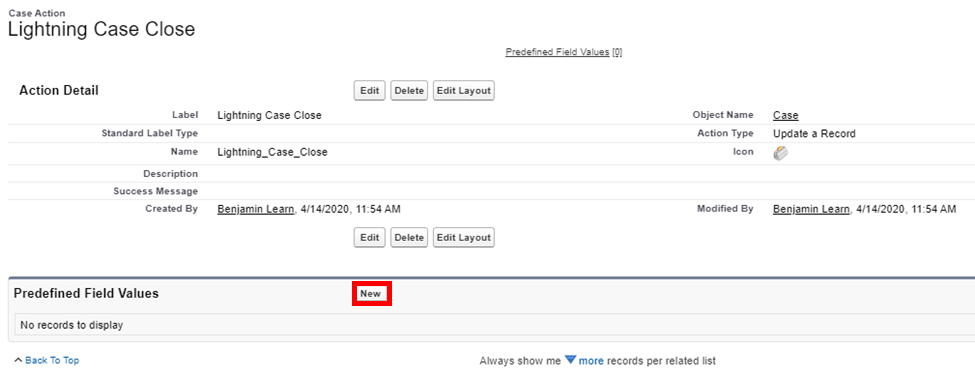 Case Action
Lightning Case Close
Predefined Field Values [0]
Action Detail Edit Delete Edit Layout
Label Lightning Case Close Object Name Case
Standard Label Type Action Type Update a Record
Name Lightning_Case_Close Icon
Description
Success Message
Created By Benjamin Learn, 4/14/2020, 11:54 AM Modified By Benjamin Learn, 4/14/2020, 11:54 AM
Edit Delete Edit Layout
Predefined Field Values New
No records to display
Back To Top Always show me more records per related list